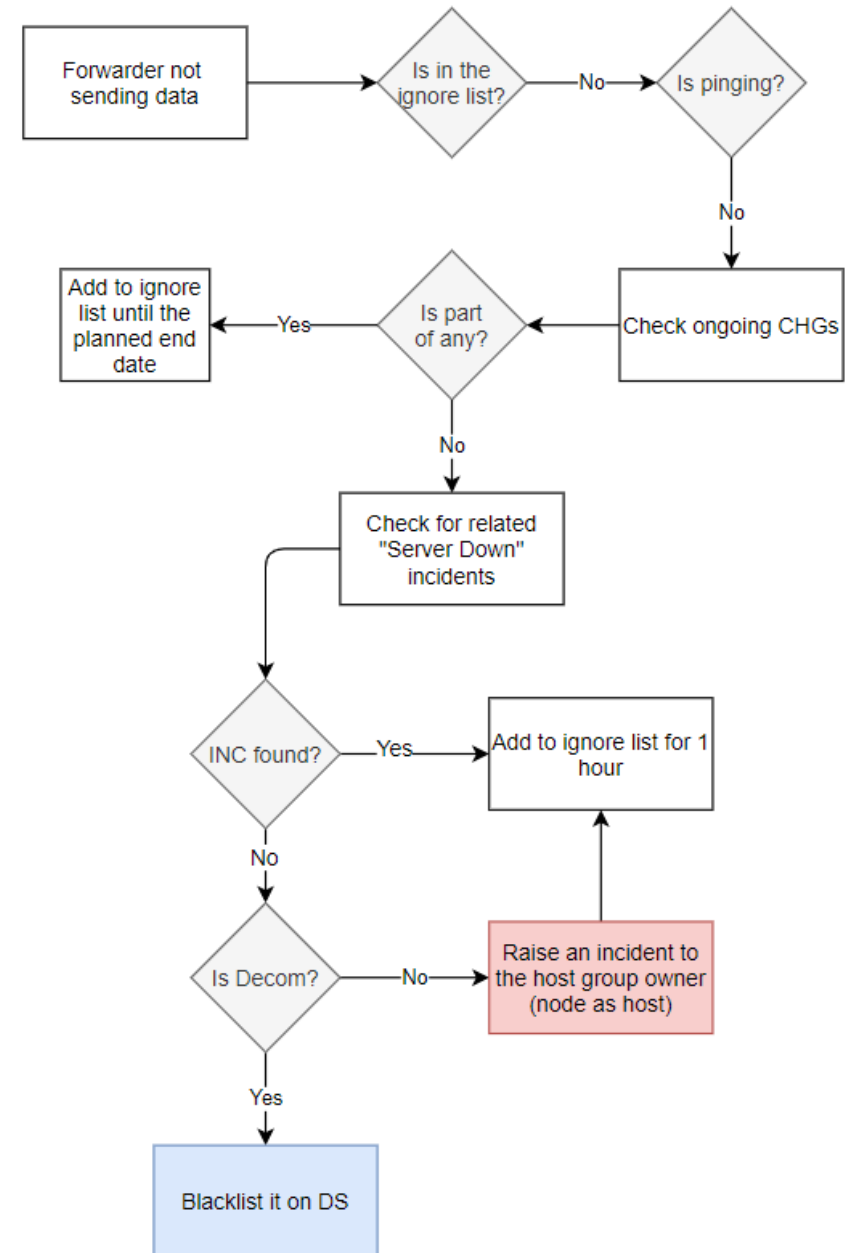 Forwarder not
sending data
Is in the
ignore list?
No
Is pinging?
No
Check ongoing CHGs
Is part
of any?
Yes
Add to ignore
list until the
planned end
date
No
Check for related
"Server Down"
incidents
INC found?
Yes
Add to ignore list for 1
hour
No
Is Decom?
No
Raise an incident to
the host group owner
(node as host)
Yes
Blacklist it on DS